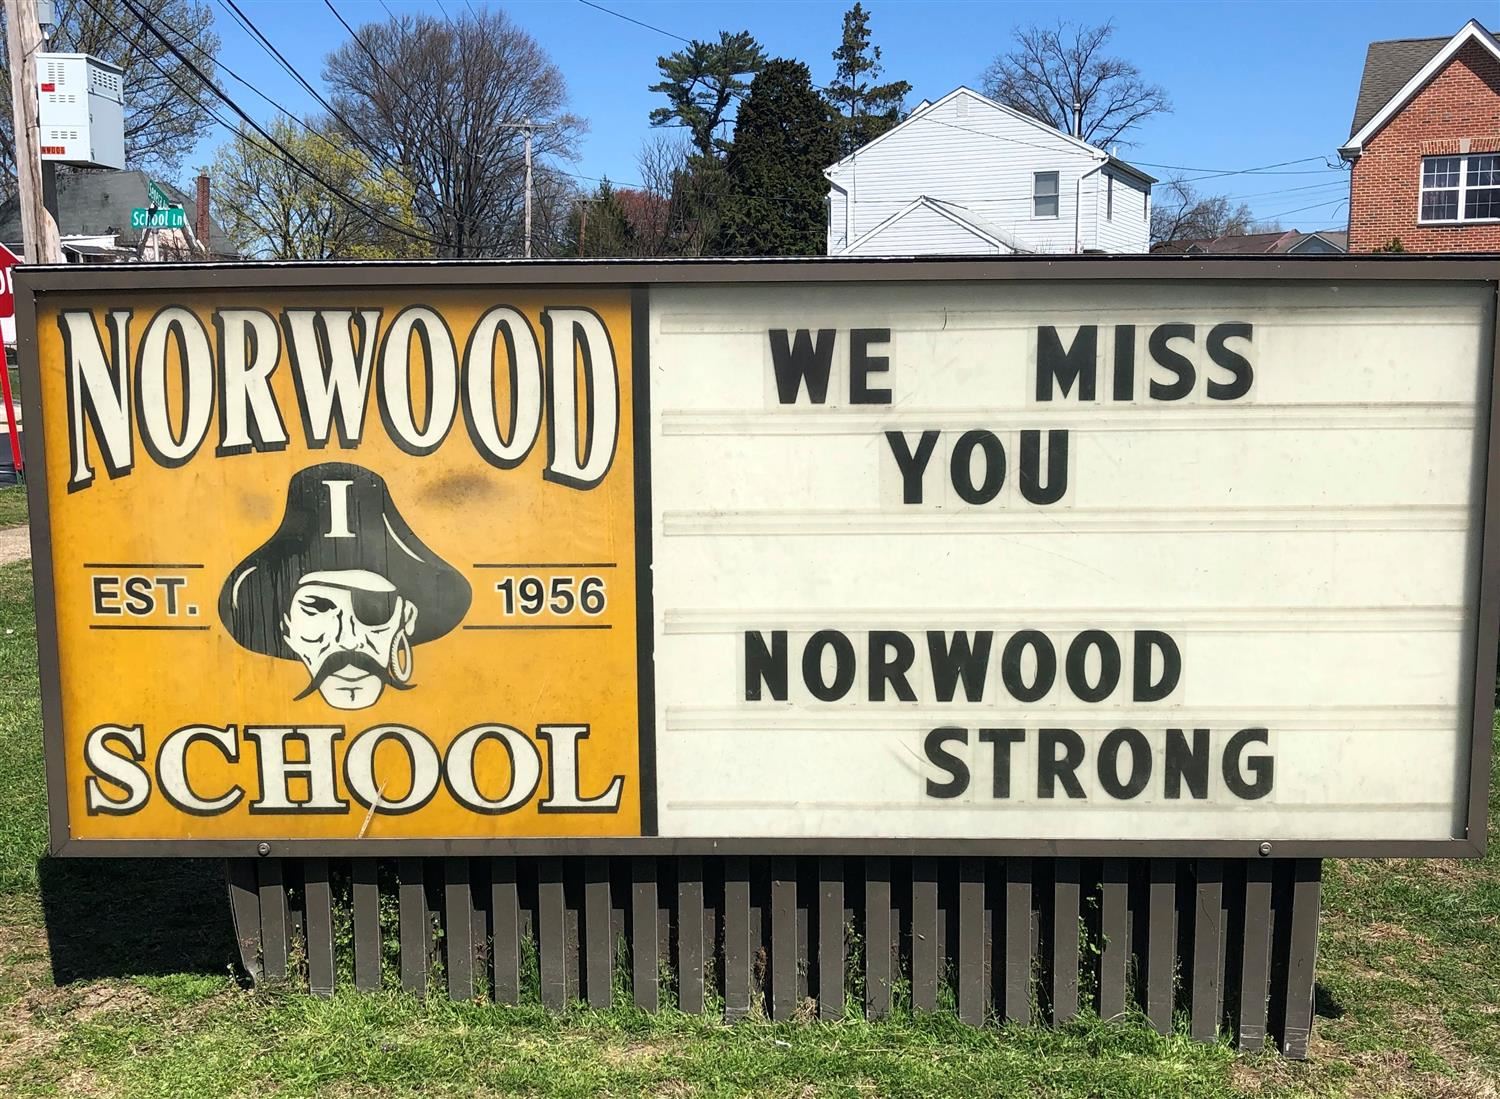 School Ln
NORWOOD
I
EST. 1956
SCHOOL
WE MISS
YOU
NORWOOD
STRONG